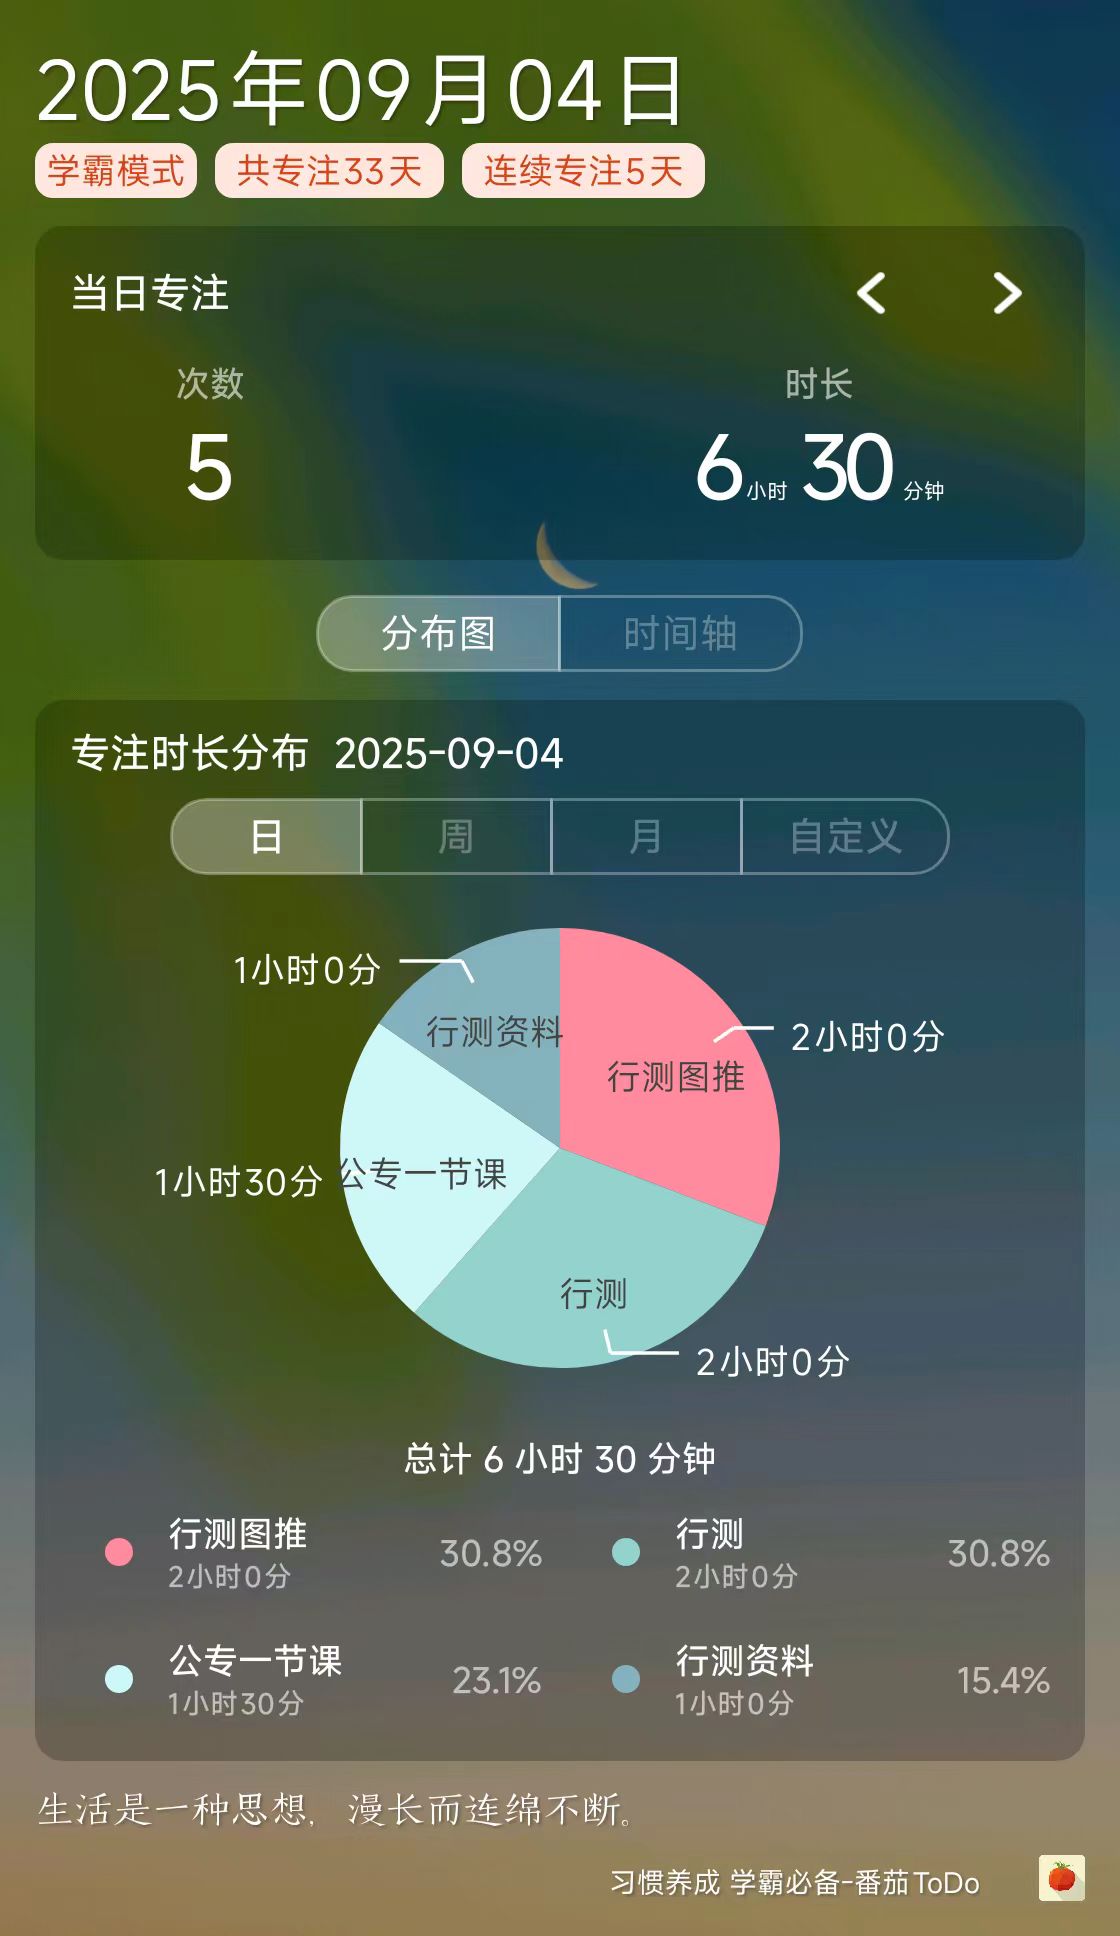 2025年09月04日
学霸模式 共专注33天 连续专注5天
当日专注
次数 时长
5 6小时30分钟
分布图 时间轴
专注时长分布 2025-09-04
日 周 月 自定义
1小时0分
行测资料
2小时0分
行测图推
1小时30分 公专一节课
行测
2小时0分
总计 6 小时 30 分钟
行测图推 30.8% 行测 30.8%
2小时0分 2小时0分
公专一节课 23.1% 行测资料 15.4%
1小时30分 1小时0分
生活是一种思想，漫长而连绵不断。
习惯养成 学霸必备-番茄ToDo